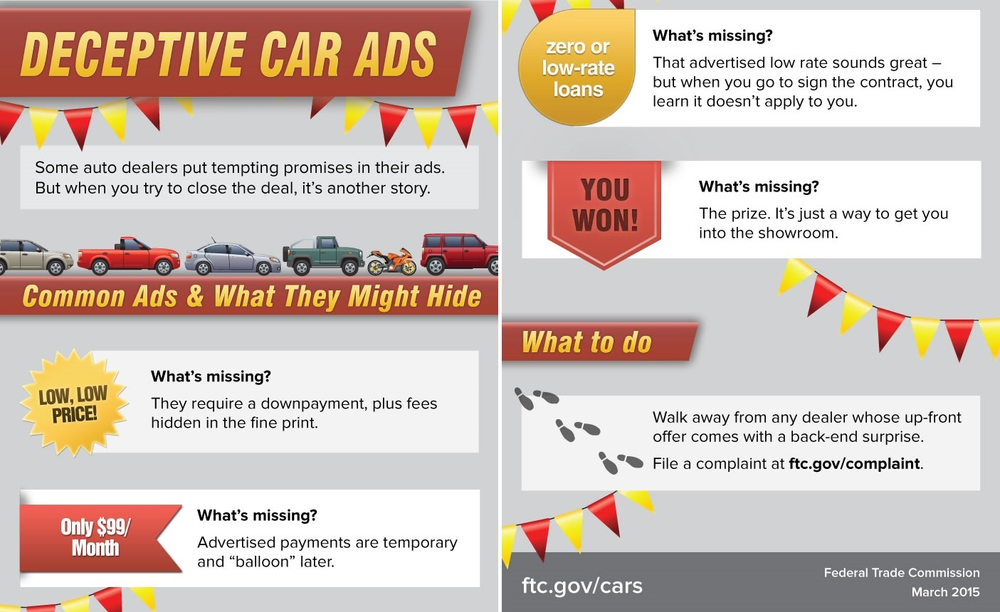 DECEPTIVE CAR ADS
Some auto dealers put tempting promises in their ads.
But when you try to close the deal, it's another story.
Common Ads & What They Might Hide
LOW, LOW
PRICE!
What's missing?
They require a downpayment, plus fees
hidden in the fine print.
Only $99/
Month
What's missing?
Advertised payments are temporary
and “balloon” later.
zero or
low-rate
loans
What's missing?
That advertised low rate sounds great –
but when you go to sign the contract, you
learn it doesn't apply to you.
YOU
WON!
What's missing?
The prize. It's just a way to get you
into the showroom.
What to do
Walk away from any dealer whose up-front
offer comes with a back-end surprise.
File a complaint at ftc.gov/complaint.
ftc.gov/cars
Federal Trade Commission
March 2015